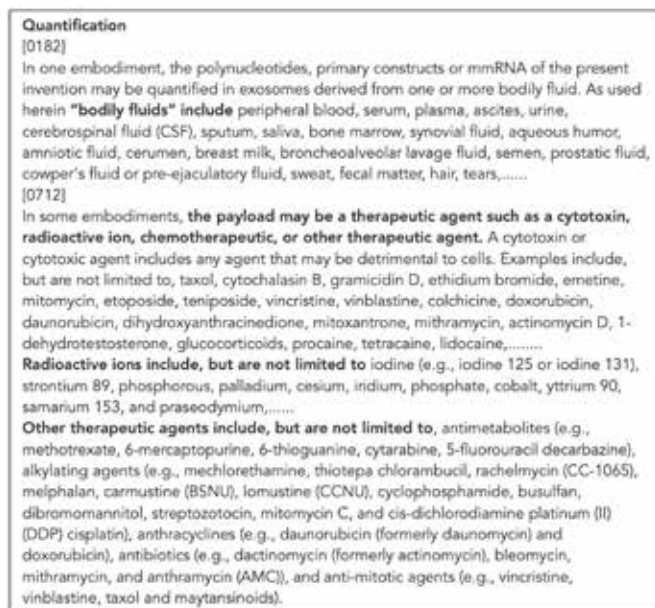 Quantification
[0182]
In one embodiment, the polynucleotides, primary constructs or mmRNA of the present
invention may be quantified in exosomes derived from one or more bodily fluid. As used
herein "bodily fluids" include peripheral blood, serum, plasma, ascites, urine,
cerebrospinal fluid (CSF), sputum, saliva, bone marrow, synovial fluid, aqueous humor,
amniotic fluid, cerumen, breast milk, broncheoalveolar lavage fluid, semen, prostatic fluid,
cowper's fluid or pre-ejaculatory fluid, sweat, fecal matter, hair, tears,......
[0712]
In some embodiments, the payload may be a therapeutic agent such as a cytotoxin,
radioactive ion, chemotherapeutic, or other therapeutic agent. A cytotoxin or
cytotoxic agent includes any agent that may be detrimental to cells. Examples include,
but are not limited to, taxol, cytochalasin B, gramicidin D, ethidium bromide, emetine,
mitomycin, etoposide, teniposide, vincristine, vinblastine, colchicine, doxorubicin,
daunorubicin, dihydroxyanthracinedione, mitoxantrone, mithramycin, actinomycin D, 1-
dehydrotestosterone, glucocorticoids, procaine, tetracaine, lidocaine,........
Radioactive ions include, but are not limited to iodine (e.g., iodine 125 or iodine 131),
strontium 89, phosphorous, palladium, cesium, iridium, phosphate, cobalt, yttrium 90,
samarium 153, and praseodymium,......
Other therapeutic agents include, but are not limited to, antimetabolites (e.g.,
methotrexate, 6-mercaptopurine, 6-thioguanine, cytarabine, 5-fluorouracil decarbazine),
alkylating agents (e.g., mechlorethamine, thiotepa chlorambucil, rachelmycin (CC-1065),
melphalan, carmustine (BSNU), lomustine (CCNU), cyclophosphamide, busulfan,
dibromomannitol, streptozotocin, mitomycin C, and cis-dichlorodiamine platinum (II)
(DDP) cisplatin), anthracyclines (e.g., daunorubicin (formerly daunomycin) and
doxorubicin), antibiotics (e.g., dactinomycin (formerly actinomycin), bleomycin,
mithramycin, and anthramycin (AMC)), and anti-mitotic agents (e.g., vincristine,
vinblastine, taxol and maytansinoids).